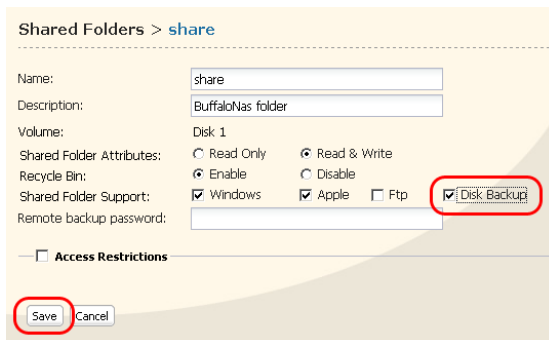 Shared Folders > share
Name: share
Description: BuffaloNas folder
Volume: Disk 1
Shared Folder Attributes: Read Only Read & Write
Recycle Bin: Enable Disable
Shared Folder Support: Windows Apple Ftp Disk Backup
Remote backup password:
Access Restrictions
Save Cancel